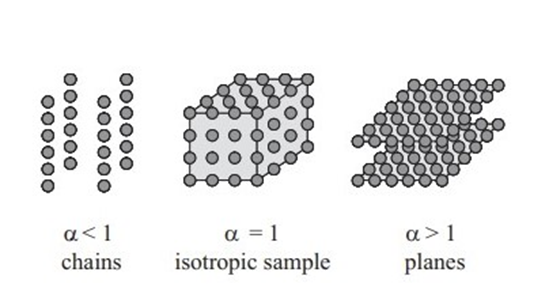 α < 1
chains
α = 1
isotropic sample
α > 1
planes